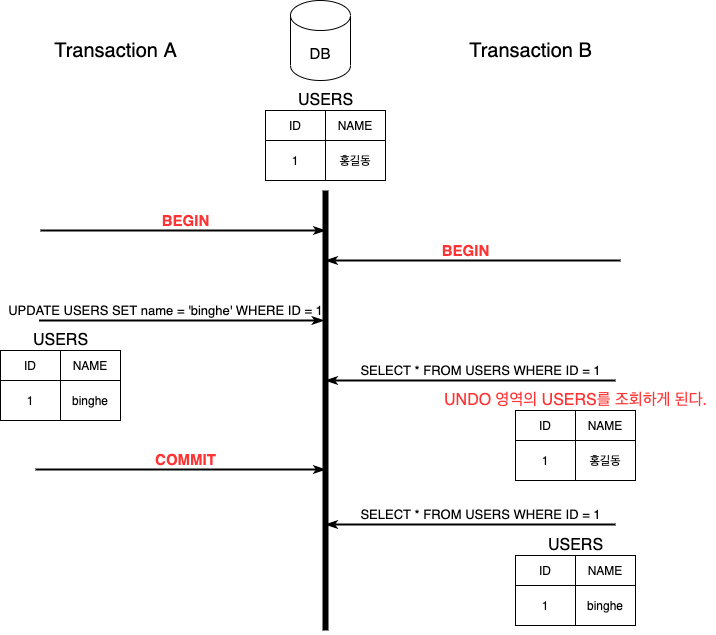 DB
Transaction A
Transaction B
USERS
ID NAME
1 홍길동
BEGIN
BEGIN
UPDATE USERS SET name = 'binghe' WHERE ID = 1
USERS
ID NAME
1 binghe
SELECT * FROM USERS WHERE ID = 1
UNDO 영역의 USERS를 조회하게 된다.
ID NAME
1 홍길동
COMMIT
SELECT * FROM USERS WHERE ID = 1
USERS
ID NAME
1 binghe